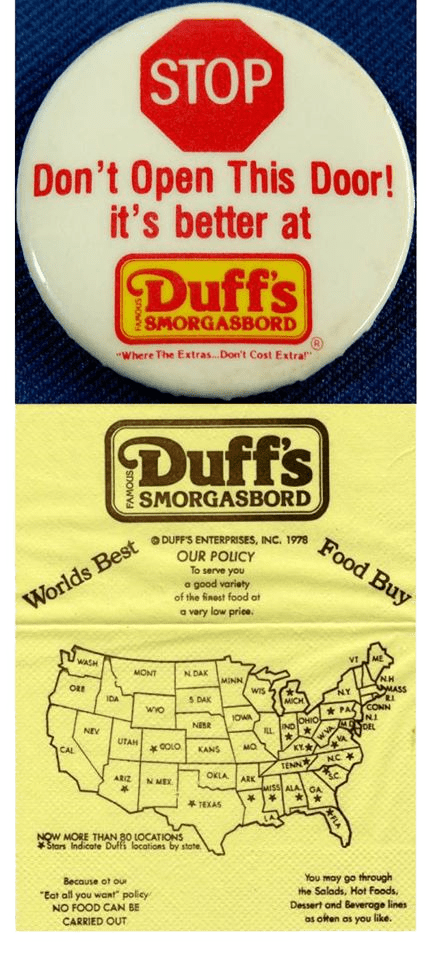 STOP
Don't Open This Door!
it's better at
FAMOUS
Duff's
SMORGASBORD
®
"Where The Extras...Don't Cost Extra!"
FAMOUS
Duff's
SMORGASBORD
© DUFF'S ENTERPRISES, INC. 1978
Worlds Best
Food Buy
OUR POLICY
To serve you
a good variety
of the finest food at
a very low price.
WASH
MONT
N. DAK
MINN
VT
ME
ORE
IDA
S. DAK
WIS
MICH
N.Y.
N.H
MASS
R.I.
CONN
WYO
IOWA
PA
N.J.
DEL
NEV
NEBR
ILL.
IND
OHIO
W.VA
M D
CAL
UTAH
COLO
KANS
MO
KY
VA.
N.C.
TENN
ARIZ
N MEX.
OKLA
ARK
S.C.
MISS
ALA
GA
TEXAS
LA
FLA
NOW MORE THAN 80 LOCATIONS
Stars Indicate Duff's locations by state.
Because of our
"Eat all you want" policy
NO FOOD CAN BE
CARRIED OUT
You may go through
the Salads, Hot Foods,
Dessert and Beverage lines
as often as you like.